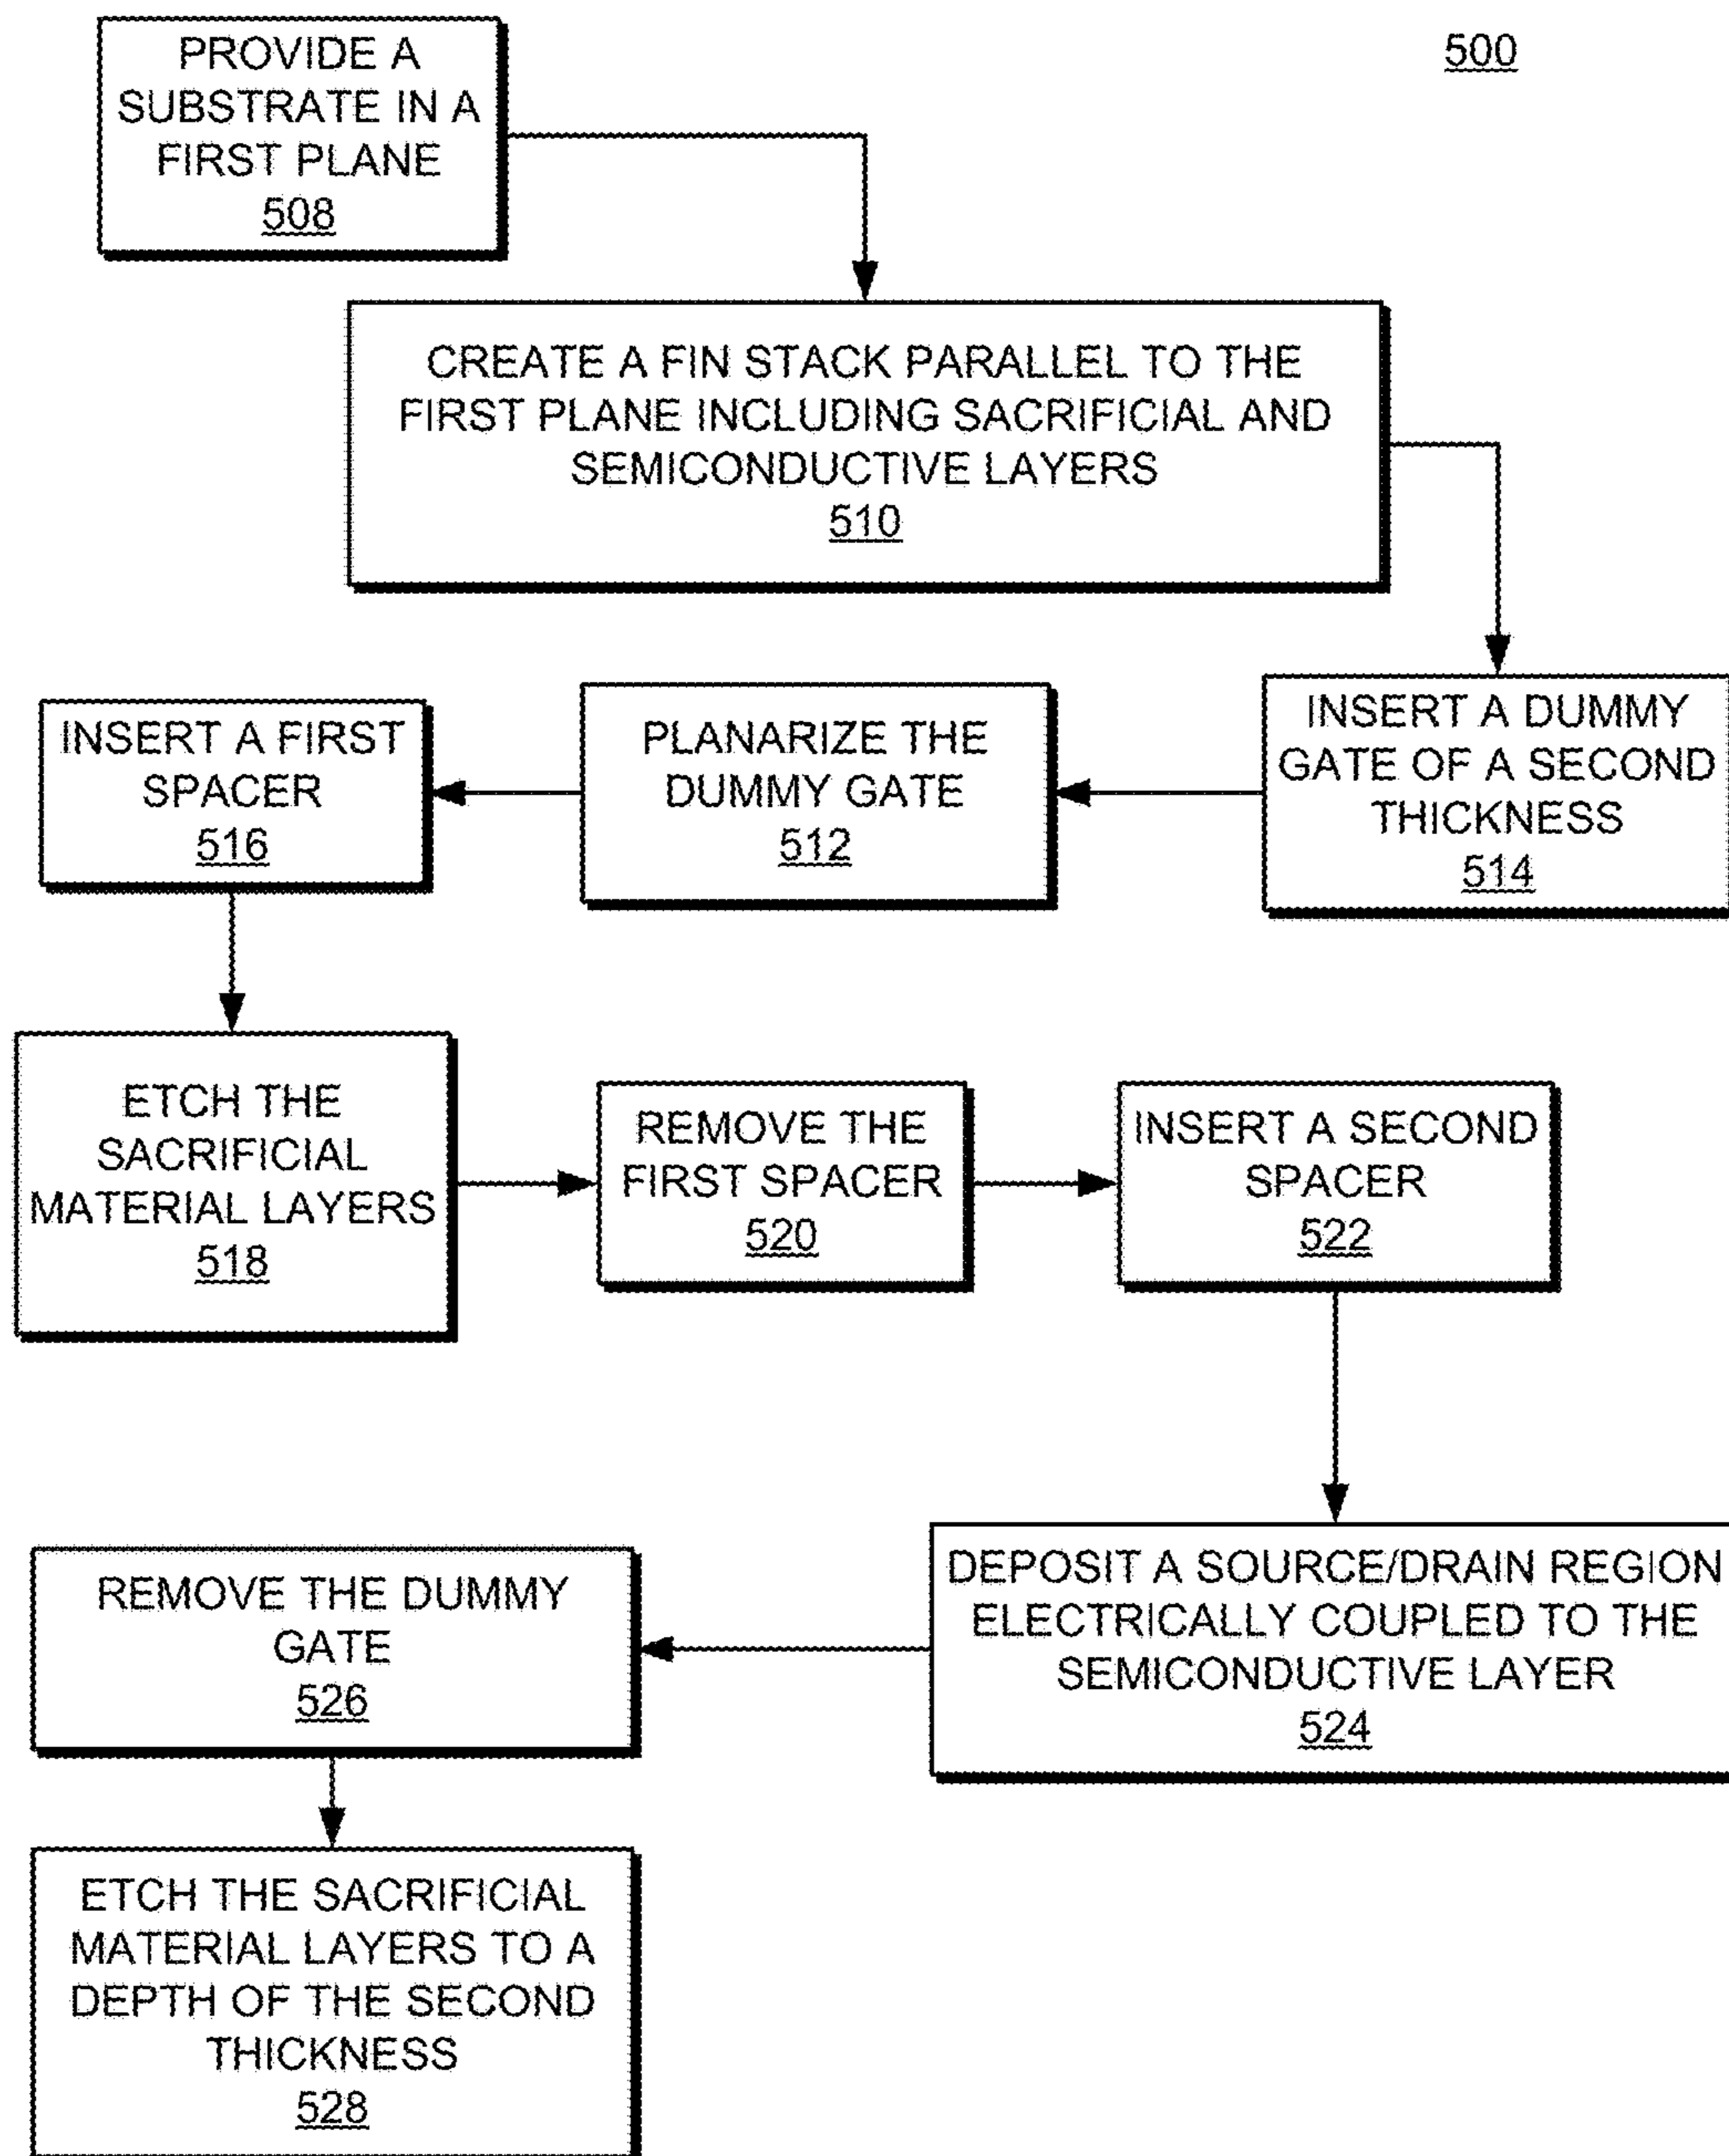 500
PROVIDE A
SUBSTRATE IN A
FIRST PLANE
508
CREATE A FIN STACK PARALLEL TO THE
FIRST PLANE INCLUDING SACRIFICIAL AND
SEMICONDUCTIVE LAYERS
510
INSERT A DUMMY
GATE OF A SECOND
THICKNESS
514
PLANARIZE THE
DUMMY GATE
512
INSERT A FIRST
SPACER
516
ETCH THE
SACRIFICIAL
MATERIAL LAYERS
518
REMOVE THE
FIRST SPACER
520
INSERT A SECOND
SPACER
522
DEPOSIT A SOURCE/DRAIN REGION
ELECTRICALLY COUPLED TO THE
SEMICONDUCTIVE LAYER
524
REMOVE THE DUMMY
GATE
526
ETCH THE SACRIFICIAL
MATERIAL LAYERS TO A
DEPTH OF THE SECOND
THICKNESS
528